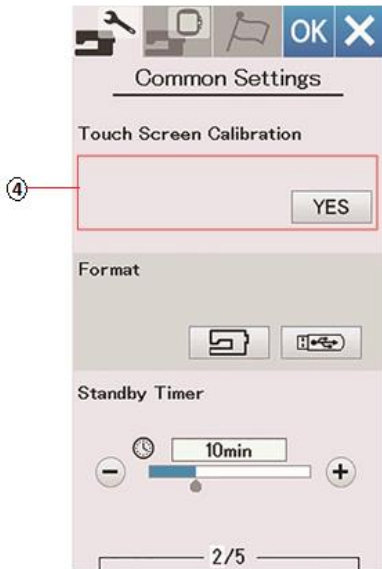 OK
Common Settings
Touch Screen Calibration
④
YES
Format
Standby Timer
10min
2/5